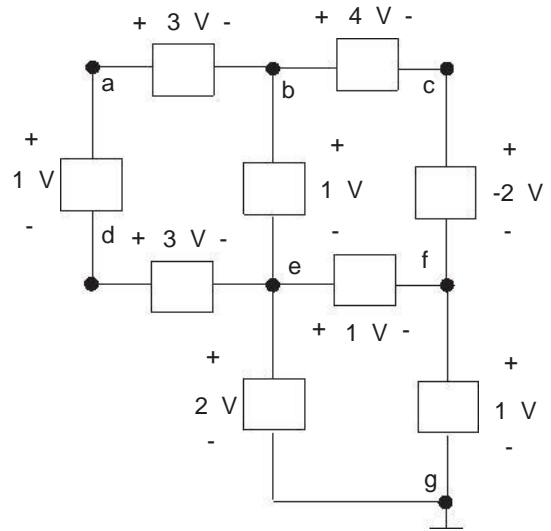 + 3 V -
+ 4 V -
a
b
c
+
1 V
-
+
1 V
-
+
-2 V
-
d
+ 3 V -
e
f
+ 1 V -
+
2 V
-
+
1 V
-
g